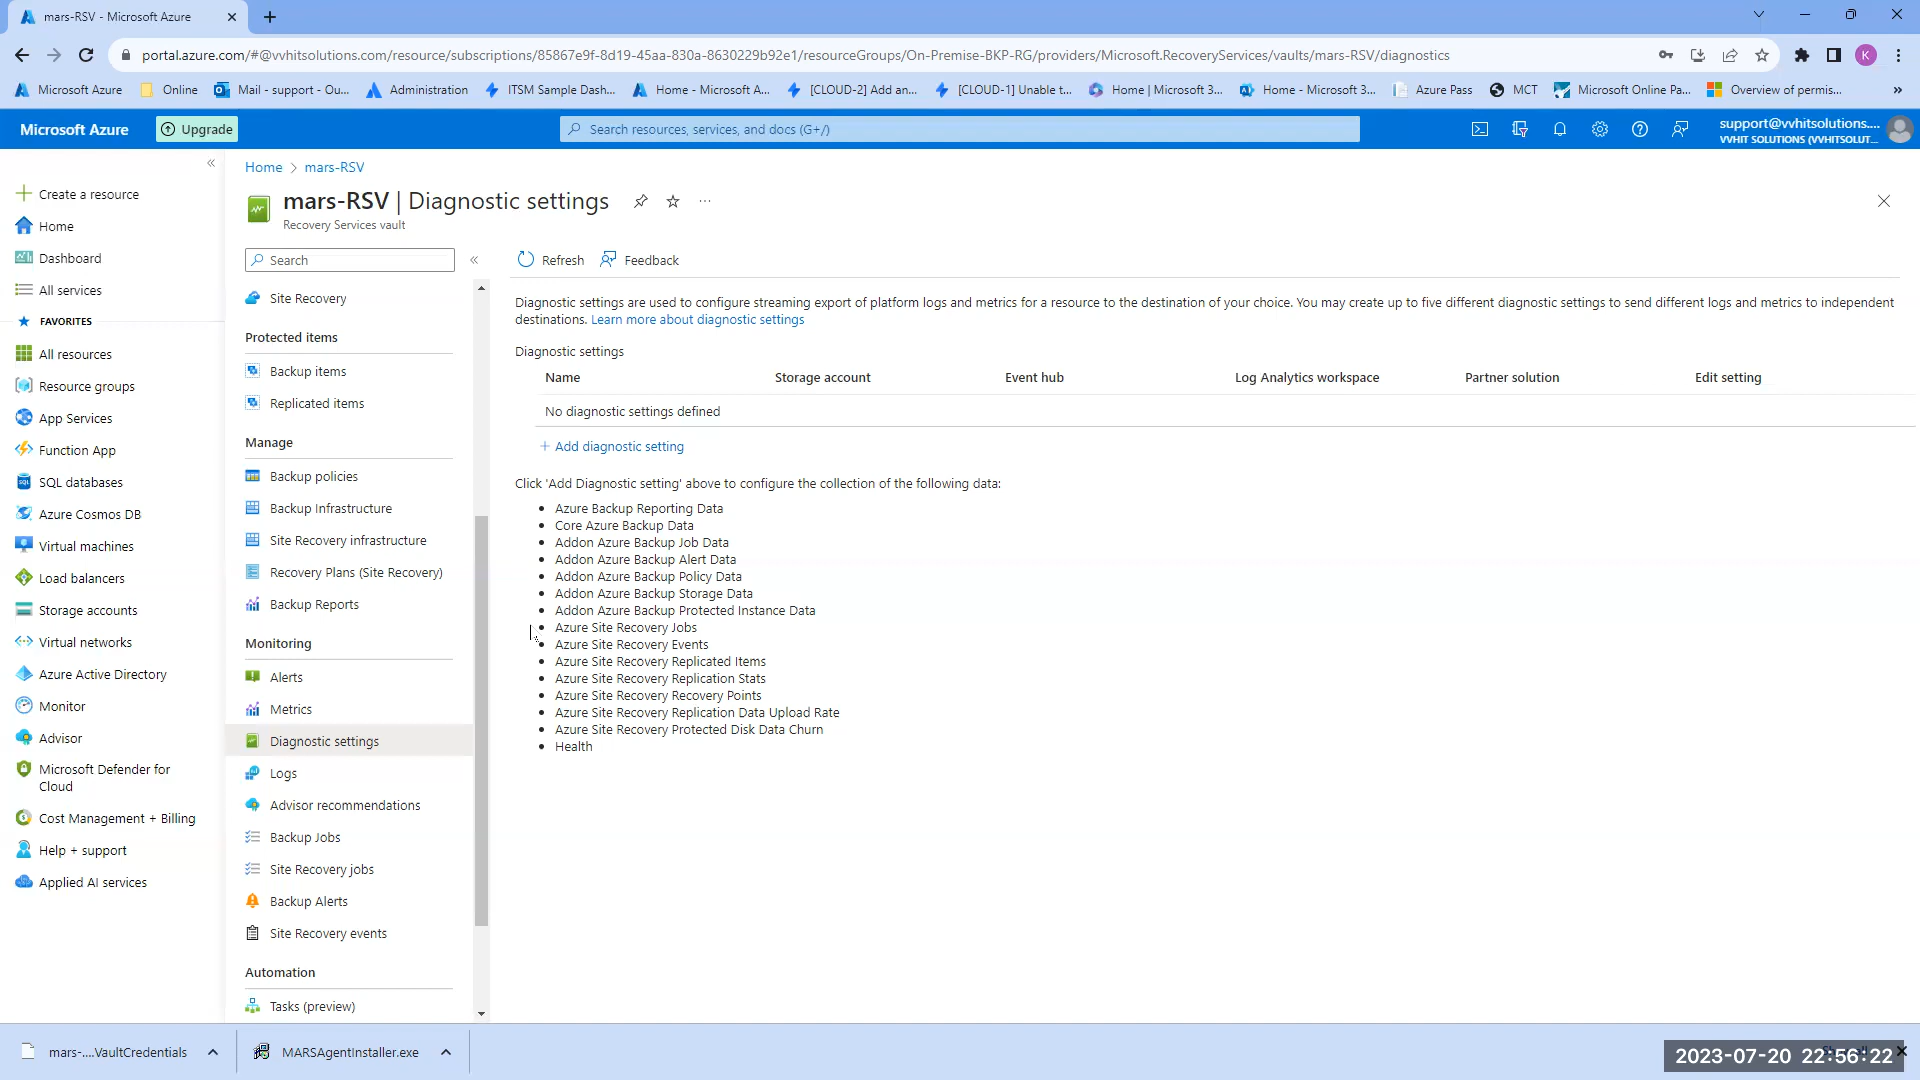 mars-RSV - Microsoft Azure
portal.azure.com/#@vvhitsolutions.com/resource/subscriptions/85867e9f-8d19-45aa-830a-8630229b92e1/resourceGroups/On-Premise-BKP-RG/providers/Microsoft.RecoveryServices/vaults/mars-RSV/diagnostics
K
Microsoft Azure
Online
Mail - support - Ou...
Administration
ITSM Sample Dash...
Home - Microsoft A...
[CLOUD-2] Add an...
[CLOUD-1] Unable t...
Home | Microsoft 3...
Home - Microsoft 3...
Azure Pass
MCT
Microsoft Online Pa...
Overview of permis...
Microsoft Azure
Upgrade
Search resources, services, and docs (G+/)
support@vvhitsolutions....
VVHIT SOLUTIONS (VVHITSOLUT...
Create a resource
Home
Dashboard
All services
FAVORITES
All resources
Resource groups
App Services
Function App
SQL databases
Azure Cosmos DB
Virtual machines
Load balancers
Storage accounts
Virtual networks
Azure Active Directory
Monitor
Advisor
Microsoft Defender for
Cloud
Cost Management + Billing
Help + support
Applied AI services
Home > mars-RSV
mars-RSV | Diagnostic settings
Recovery Services vault
Search
Site Recovery
Protected items
Backup items
Replicated items
Manage
Backup policies
Backup Infrastructure
Site Recovery infrastructure
Recovery Plans (Site Recovery)
Backup Reports
Monitoring
Alerts
Metrics
Diagnostic settings
Logs
Advisor recommendations
Backup Jobs
Site Recovery jobs
Backup Alerts
Site Recovery events
Automation
Tasks (preview)
Refresh
Feedback
Diagnostic settings are used to configure streaming export of platform logs and metrics for a resource to the destination of your choice. You may create up to five different diagnostic settings to send different logs and metrics to independent
destinations. Learn more about diagnostic settings
Diagnostic settings
Name Storage account Event hub Log Analytics workspace Partner solution Edit setting
No diagnostic settings defined
+ Add diagnostic setting
Click 'Add Diagnostic setting' above to configure the collection of the following data:
Azure Backup Reporting Data
Core Azure Backup Data
Addon Azure Backup Job Data
Addon Azure Backup Alert Data
Addon Azure Backup Policy Data
Addon Azure Backup Storage Data
Addon Azure Backup Protected Instance Data
Azure Site Recovery Jobs
Azure Site Recovery Events
Azure Site Recovery Replicated Items
Azure Site Recovery Replication Stats
Azure Site Recovery Recovery Points
Azure Site Recovery Replication Data Upload Rate
Azure Site Recovery Protected Disk Data Churn
Health
mars-....VaultCredentials
MARSAgentInstaller.exe
2023-07-20 22:56:22